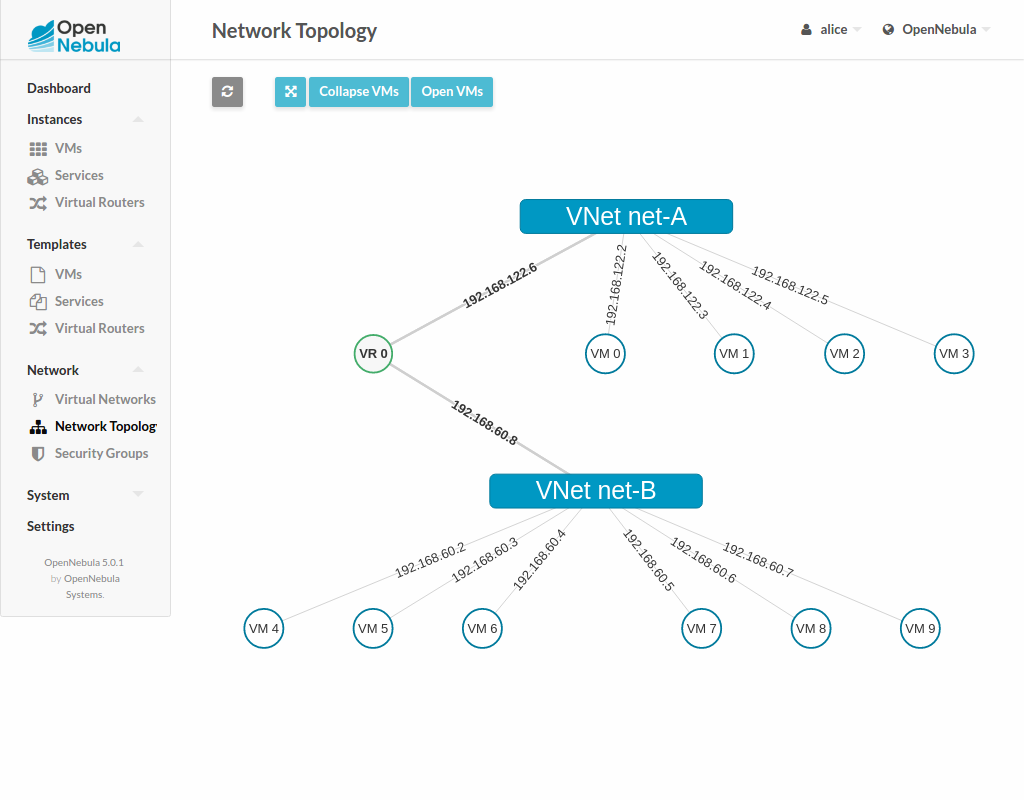 Open
Nebula
Network Topology
alice
OpenNebula
Dashboard
Instances
VMs
Services
Virtual Routers
Templates
VMs
Services
Virtual Routers
Network
Virtual Networks
Network Topolog
Security Groups
System
Settings
OpenNebula 5.0.1
by OpenNebula
Systems.
Collapse VMs
Open VMs
VNet net-A
192.168.122.6
192.168.122.2
192.168.122.3
192.168.122.4
192.168.122.5
VR 0
VM 0
VM 1
VM 2
VM 3
192.168.60.8
VNet net-B
192.168.60.2
192.168.60.3
192.168.60.4
192.168.60.5
192.168.60.6
192.168.60.7
VM 4
VM 5
VM 6
VM 7
VM 8
VM 9